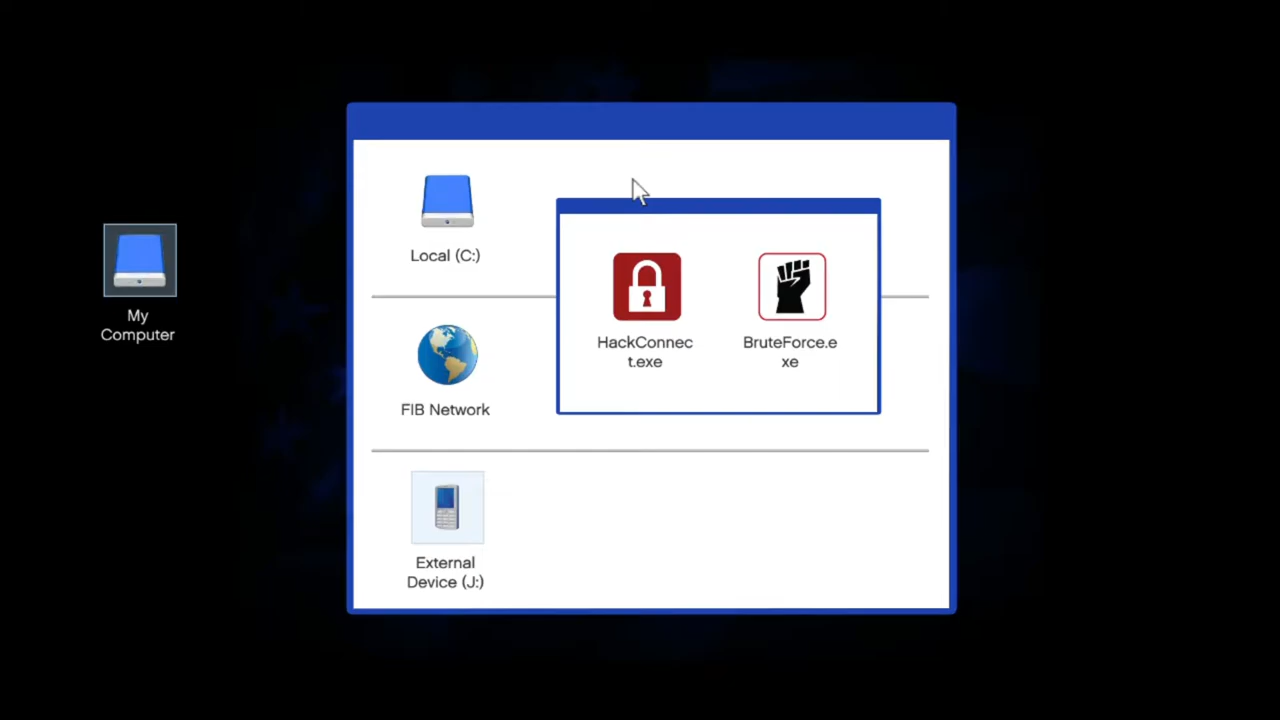 Local (C:)
HackConnec
t.exe
BruteForce.e
xe
My
Computer
FIB Network
External
Device (J:)